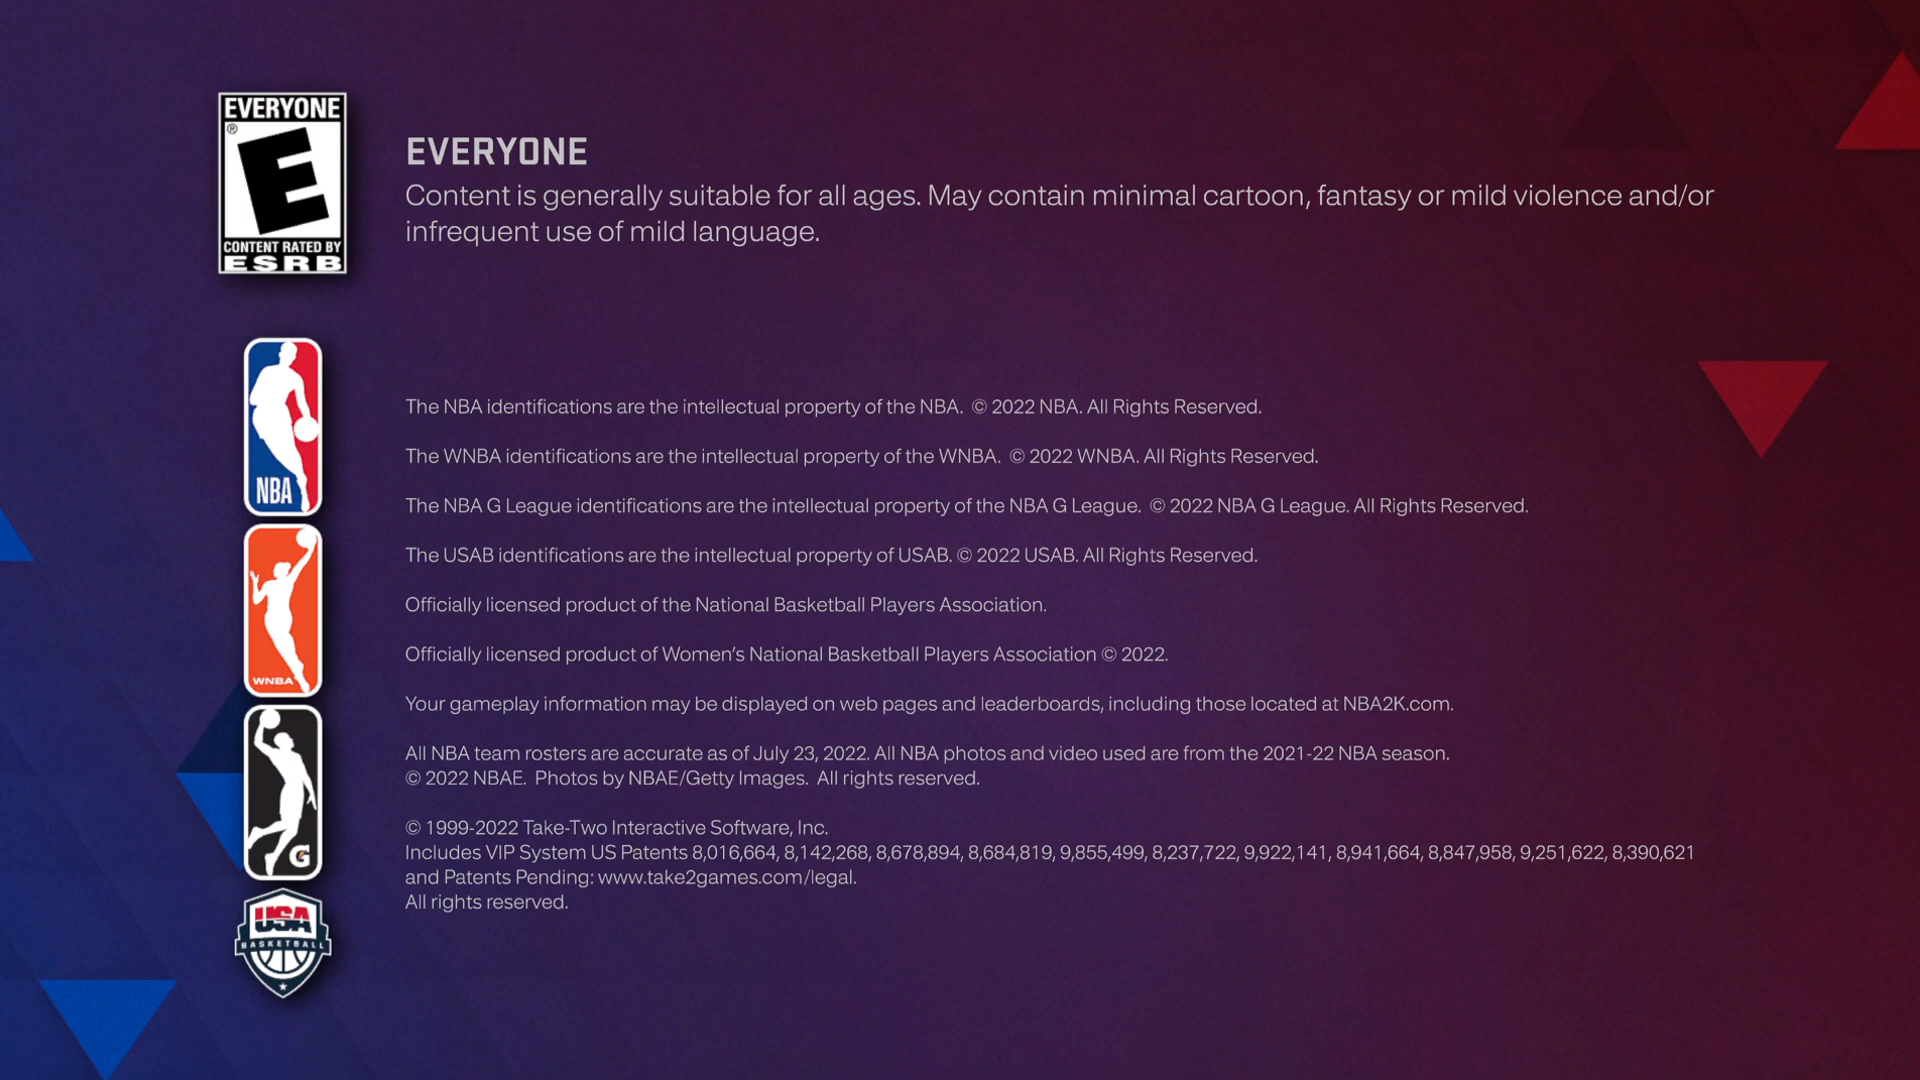 EVERYONE
®
E
CONTENT RATED BY
ESRB
EVERYONE
Content is generally suitable for all ages. May contain minimal cartoon, fantasy or mild violence and/or
infrequent use of mild language.
NBA
WNBA
G
USA
BASKETBALL
The NBA identifications are the intellectual property of the NBA. © 2022 NBA. All Rights Reserved.
The WNBA identifications are the intellectual property of the WNBA. © 2022 WNBA. All Rights Reserved.
The NBA G League identifications are the intellectual property of the NBA G League. © 2022 NBA G League. All Rights Reserved.
The USAB identifications are the intellectual property of USAB. © 2022 USAB. All Rights Reserved.
Officially licensed product of the National Basketball Players Association.
Officially licensed product of Women's National Basketball Players Association © 2022.
Your gameplay information may be displayed on web pages and leaderboards, including those located at NBA2K.com.
All NBA team rosters are accurate as of July 23, 2022. All NBA photos and video used are from the 2021-22 NBA season.
© 2022 NBAE. Photos by NBAE/Getty Images. All rights reserved.
© 1999-2022 Take-Two Interactive Software, Inc.
Includes VIP System US Patents 8,016,664, 8,142,268, 8,678,894, 8,684,819, 9,855,499, 8,237,722, 9,922,141, 8,941,664, 8,847,958, 9,251,622, 8,390,621
and Patents Pending: www.take2games.com/legal.
All rights reserved.